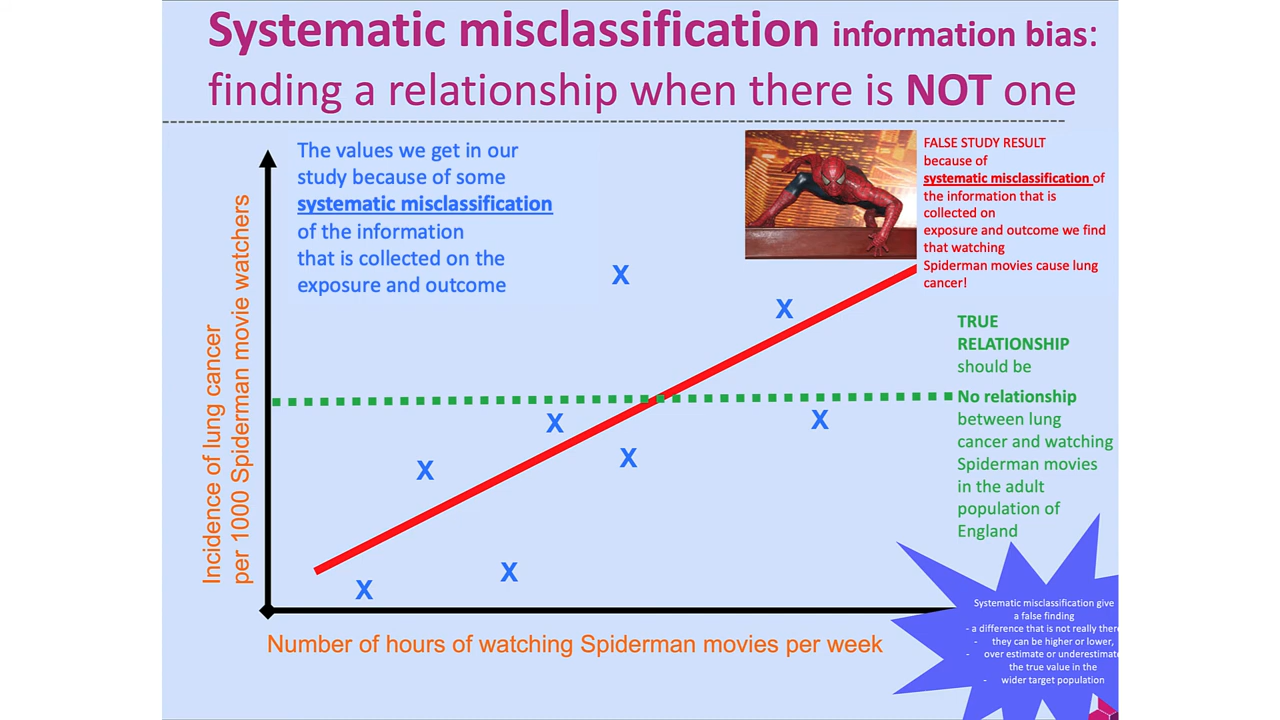 Systematic misclassification information bias:
finding a relationship when there is NOT one
The values we get in our
study because of some
systematic misclassification
of the information
that is collected on the
exposure and outcome
FALSE STUDY RESULT
because of
systematic misclassification of
the information that is
collected on
exposure and outcome we find
that watching
Spiderman movies cause lung
cancer!
X
X
X
X
X
X
X
X
TRUE
RELATIONSHIP
should be
No relationship
between lung
cancer and watching
Spiderman movies
in the adult
population of
England
Incidence of lung cancer
per 1000 Spiderman movie watchers
Number of hours of watching Spiderman movies per week
Systematic misclassification give
a false finding
- a difference that is not really there
- they can be higher or lower,
- over estimate or underestimate
the true value in the
- wider target population